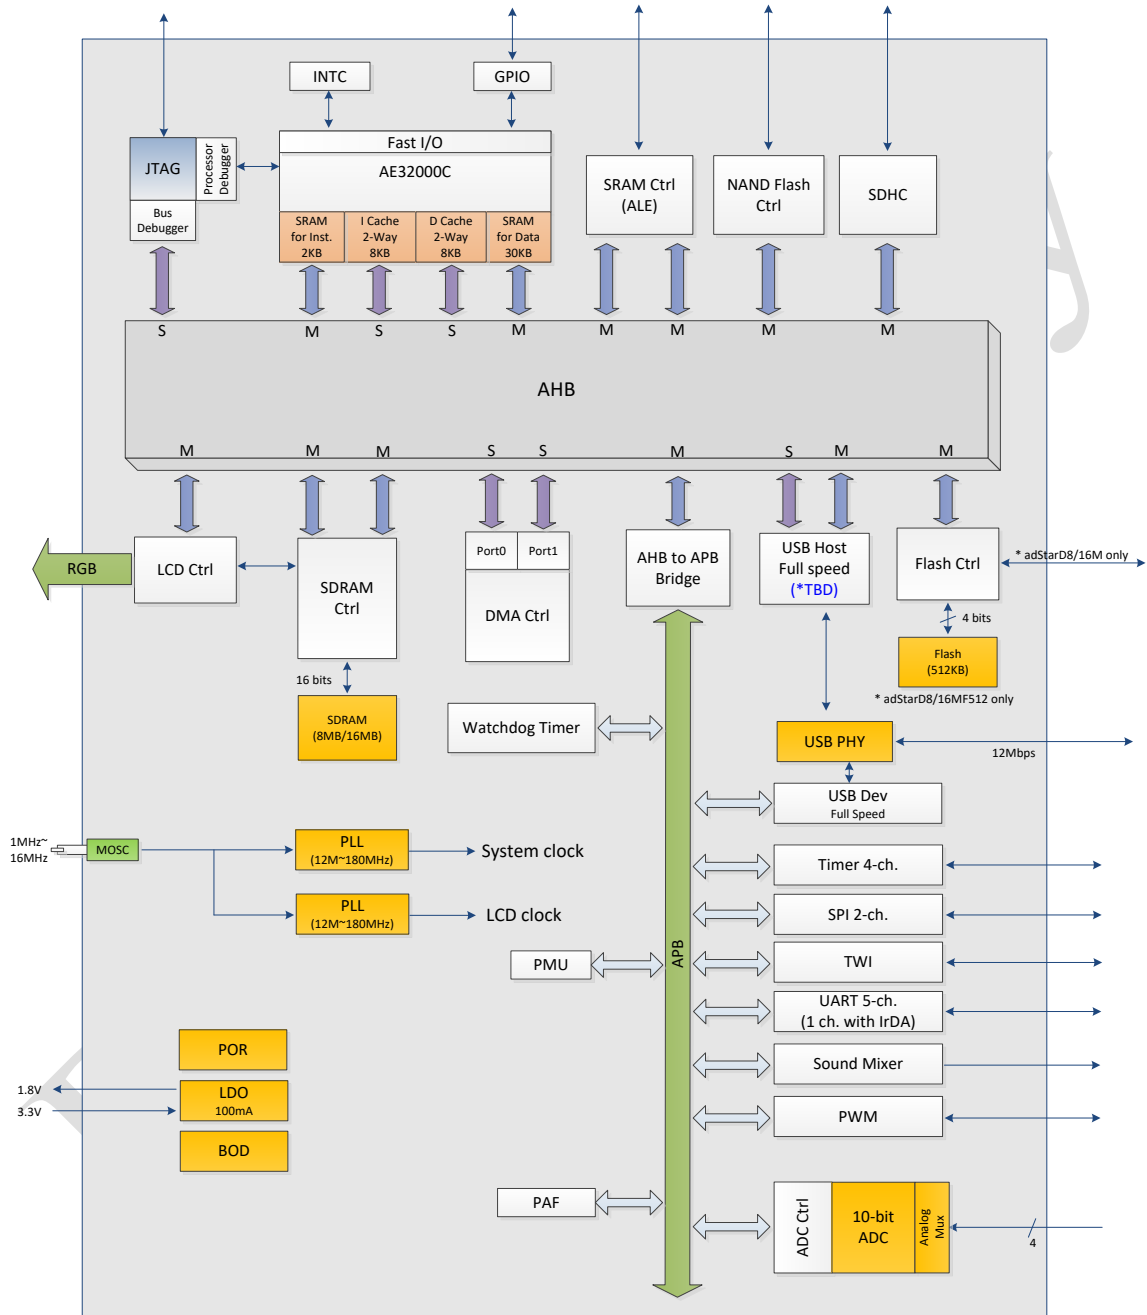 INTC
GPIO
Fast I/O
JTAG
Processor
Debugger
AE32000C
SRAM Ctrl
(ALE)
NAND Flash
Ctrl
SDHC
Bus
Debugger
SRAM
for Inst.
2KB
I Cache
2-Way
8KB
D Cache
2-Way
8KB
SRAM
for Data
30KB
S
M
S
S
M
M
M
M
M
AHB
M
M
M
S
S
M
S
M
M
RGB
LCD Ctrl
SDRAM
Ctrl
Port0
Port1
DMA Ctrl
AHB to APB
Bridge
USB Host
Full speed
(*TBD)
Flash Ctrl
* adStarD8/16M only
4 bits
Flash
(512KB)
* adStarD8/16MF512 only
16 bits
SDRAM
(8MB/16MB)
Watchdog Timer
USB PHY
12Mbps
USB Dev
Full Speed
1MHz~
16MHz
MOSC
PLL
(12M~180MHz)
System clock
PLL
(12M~180MHz)
LCD clock
Timer 4-ch.
SPI 2-ch.
PMU
APB
TWI
UART 5-ch.
(1 ch. with IrDA)
POR
Sound Mixer
1.8V
3.3V
LDO
100mA
PWM
BOD
PAF
ADC Ctrl
10-bit
ADC
Analog
Mux
4